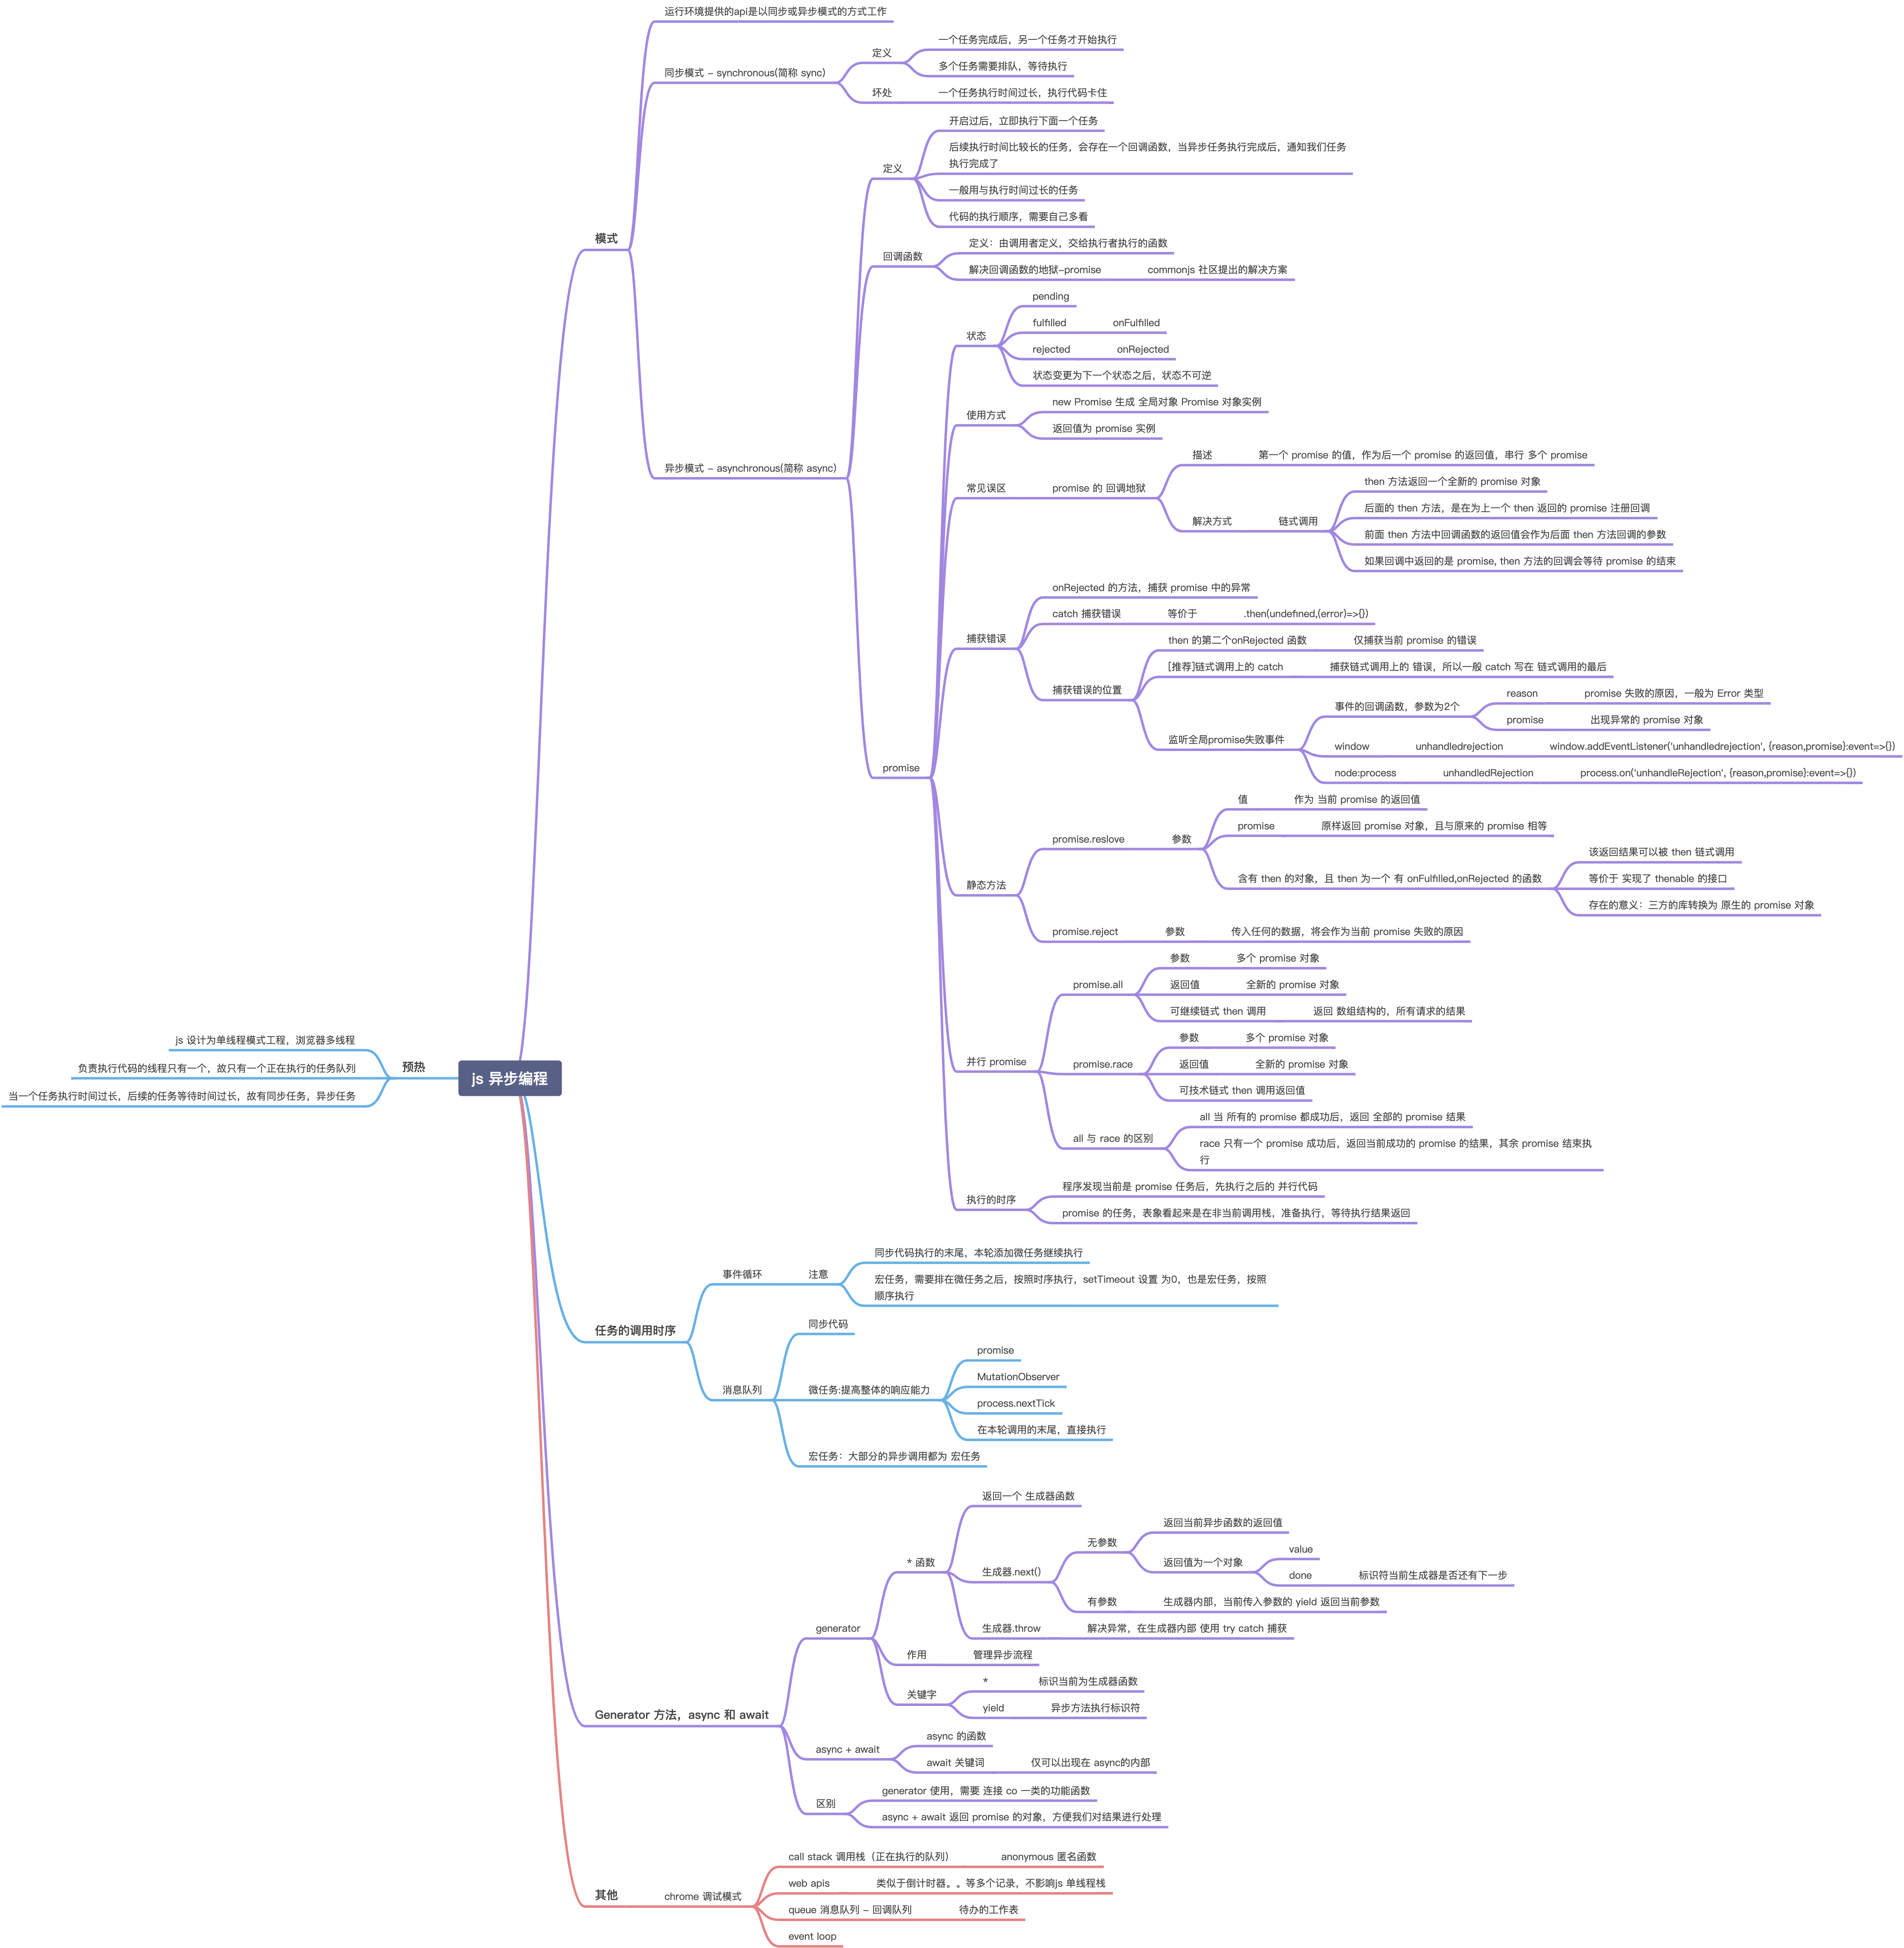 js 异步编程
预热
js 设计为单线程模式工程，浏览器多线程
负责执行代码的线程只有一个，故只有一个正在执行的任务队列
当一个任务执行时间过长，后续的任务等待时间过长，故有同步任务，异步任务
模式
运行环境提供的api是以同步或异步模式的方式工作
同步模式 - synchronous(简称 sync)
定义
一个任务完成后，另一个任务才开始执行
多个任务需要排队，等待执行
坏处
一个任务执行时间过长，执行代码卡住
异步模式 - asynchronous(简称 async)
定义
开启过后，立即执行下面一个任务
后续执行时间比较长的任务，会存在一个回调函数，当异步任务执行完成后，通知我们任务
执行完成了
一般用与执行时间过长的任务
代码的执行顺序，需要自己多看
回调函数
定义：由调用者定义，交给执行者执行的函数
解决回调函数的地狱-promise
commonjs 社区提出的解决方案
promise
状态
pending
fulfilled
onFulfilled
rejected
onRejected
状态变更为下一个状态之后，状态不可逆
使用方式
new Promise 生成 全局对象 Promise 对象实例
返回值为 promise 实例
常见误区
promise 的 回调地狱
描述
第一个 promise 的值，作为后一个 promise 的返回值，串行 多个 promise
解决方式
链式调用
then 方法返回一个全新的 promise 对象
后面的 then 方法，是在为上一个 then 返回的 promise 注册回调
前面 then 方法中回调函数的返回值会作为后面 then 方法回调的参数
如果回调中返回的是 promise, then 方法的回调会等待 promise 的结束
捕获错误
onRejected 的方法，捕获 promise 中的异常
catch 捕获错误
等价于
.then(undefined,(error)=>{})
捕获错误的位置
then 的第二个onRejected 函数
仅捕获当前 promise 的错误
[推荐]链式调用上的 catch
捕获链式调用上的 错误，所以一般 catch 写在 链式调用的最后
监听全局promise失败事件
事件的回调函数，参数为2个
reason
promise 失败的原因，一般为 Error 类型
promise
出现异常的 promise 对象
window
unhandledrejection
window.addEventListener('unhandledrejection', {reason,promise}:event=>{})
node:process
unhandledRejection
process.on('unhandleRejection', {reason,promise}:event=>{})
静态方法
promise.reslove
参数
值
作为 当前 promise 的返回值
promise
原样返回 promise 对象，且与原来的 promise 相等
含有 then 的对象，且 then 为一个 有 onFulfilled,onRejected 的函数
该返回结果可以被 then 链式调用
等价于 实现了 thenable 的接口
存在的意义：三方的库转换为 原生的 promise 对象
promise.reject
参数
传入任何的数据，将会作为当前 promise 失败的原因
并行 promise
promise.all
参数
多个 promise 对象
返回值
全新的 promise 对象
可继续链式 then 调用
返回 数组结构的，所有请求的结果
promise.race
参数
多个 promise 对象
返回值
全新的 promise 对象
可技术链式 then 调用返回值
all 与 race 的区别
all 当 所有的 promise 都成功后，返回 全部的 promise 结果
race 只有一个 promise 成功后，返回当前成功的 promise 的结果，其余 promise 结束执
行
执行的时序
程序发现当前是 promise 任务后，先执行之后的 并行代码
promise 的任务，表象看起来是在非当前调用栈，准备执行，等待执行结果返回
任务的调用时序
事件循环
注意
同步代码执行的末尾，本轮添加微任务继续执行
宏任务，需要排在微任务之后，按照时序执行，setTimeout 设置 为0，也是宏任务，按照
顺序执行
消息队列
同步代码
微任务:提高整体的响应能力
promise
MutationObserver
process.nextTick
在本轮调用的末尾，直接执行
宏任务：大部分的异步调用都为 宏任务
Generator 方法，async 和 await
generator
* 函数
返回一个 生成器函数
生成器.next()
无参数
返回当前异步函数的返回值
返回值为一个对象
value
done
标识符当前生成器是否还有下一步
有参数
生成器内部，当前传入参数的 yield 返回当前参数
生成器.throw
解决异常，在生成器内部 使用 try catch 捕获
作用
管理异步流程
关键字
*
标识当前为生成器函数
yield
异步方法执行标识符
async + await
async 的函数
await 关键词
仅可以出现在 async的内部
区别
generator 使用，需要 连接 co 一类的功能函数
async + await 返回 promise 的对象，方便我们对结果进行处理
其他
chrome 调试模式
call stack 调用栈（正在执行的队列）
anonymous 匿名函数
web apis
类似于倒计时器。。等多个记录，不影响js 单线程栈
queue 消息队列 - 回调队列
待办的工作表
event loop